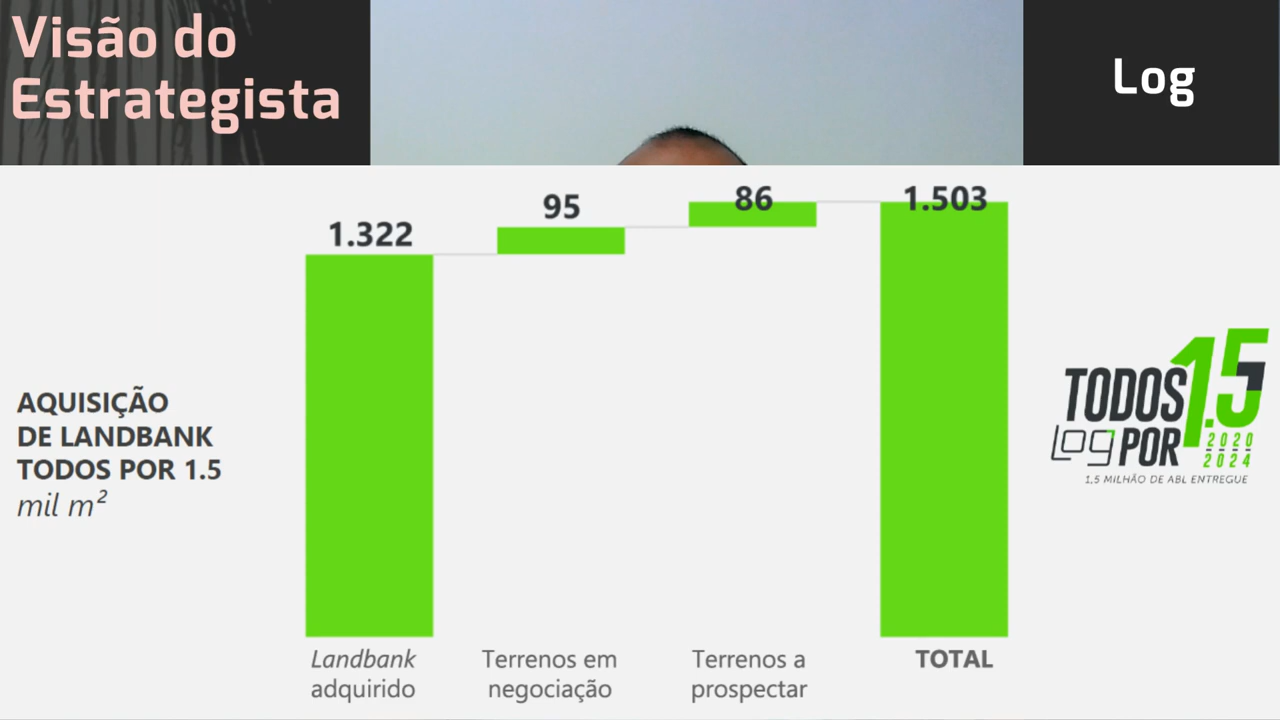 Visão do
Estrategista
Log
1.322
95
86
1.503
AQUISIÇÃO
DE LANDBANK
TODOS POR 1.5
mil m²
TODOS 1.5
Log POR
2020
2024
1,5 MILHÃO DE ABL ENTREGUE
Landbank
adquirido
Terrenos em
negociação
Terrenos a
prospectar
TOTAL